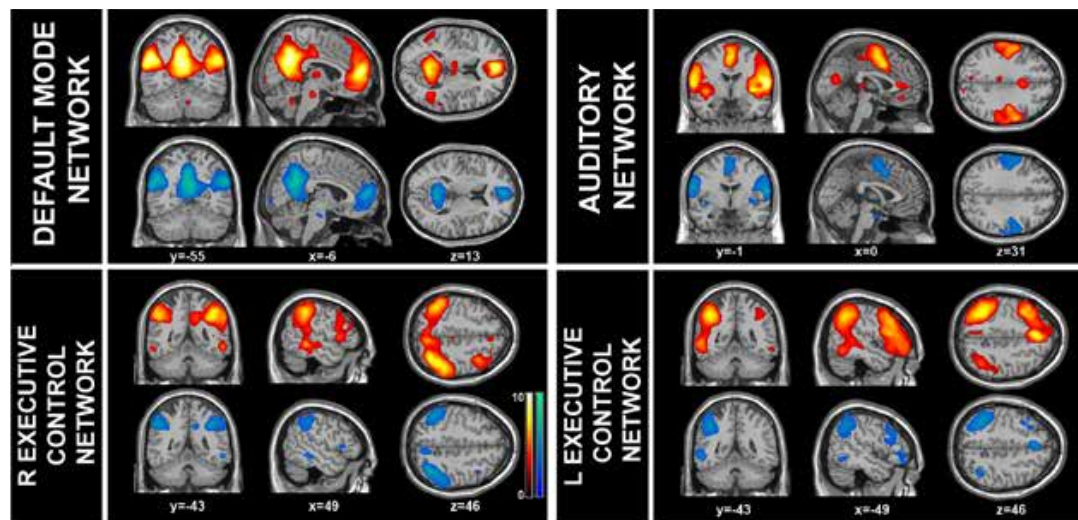 DEFAULT MODE
NETWORK
y=-55 x=-6 z=13
AUDITORY
NETWORK
y=-1 x=0 z=31
R EXECUTIVE
CONTROL
NETWORK
10
0
y=-43 x=49 z=46
L EXECUTIVE
CONTROL
NETWORK
y=-43 x=-49 z=46